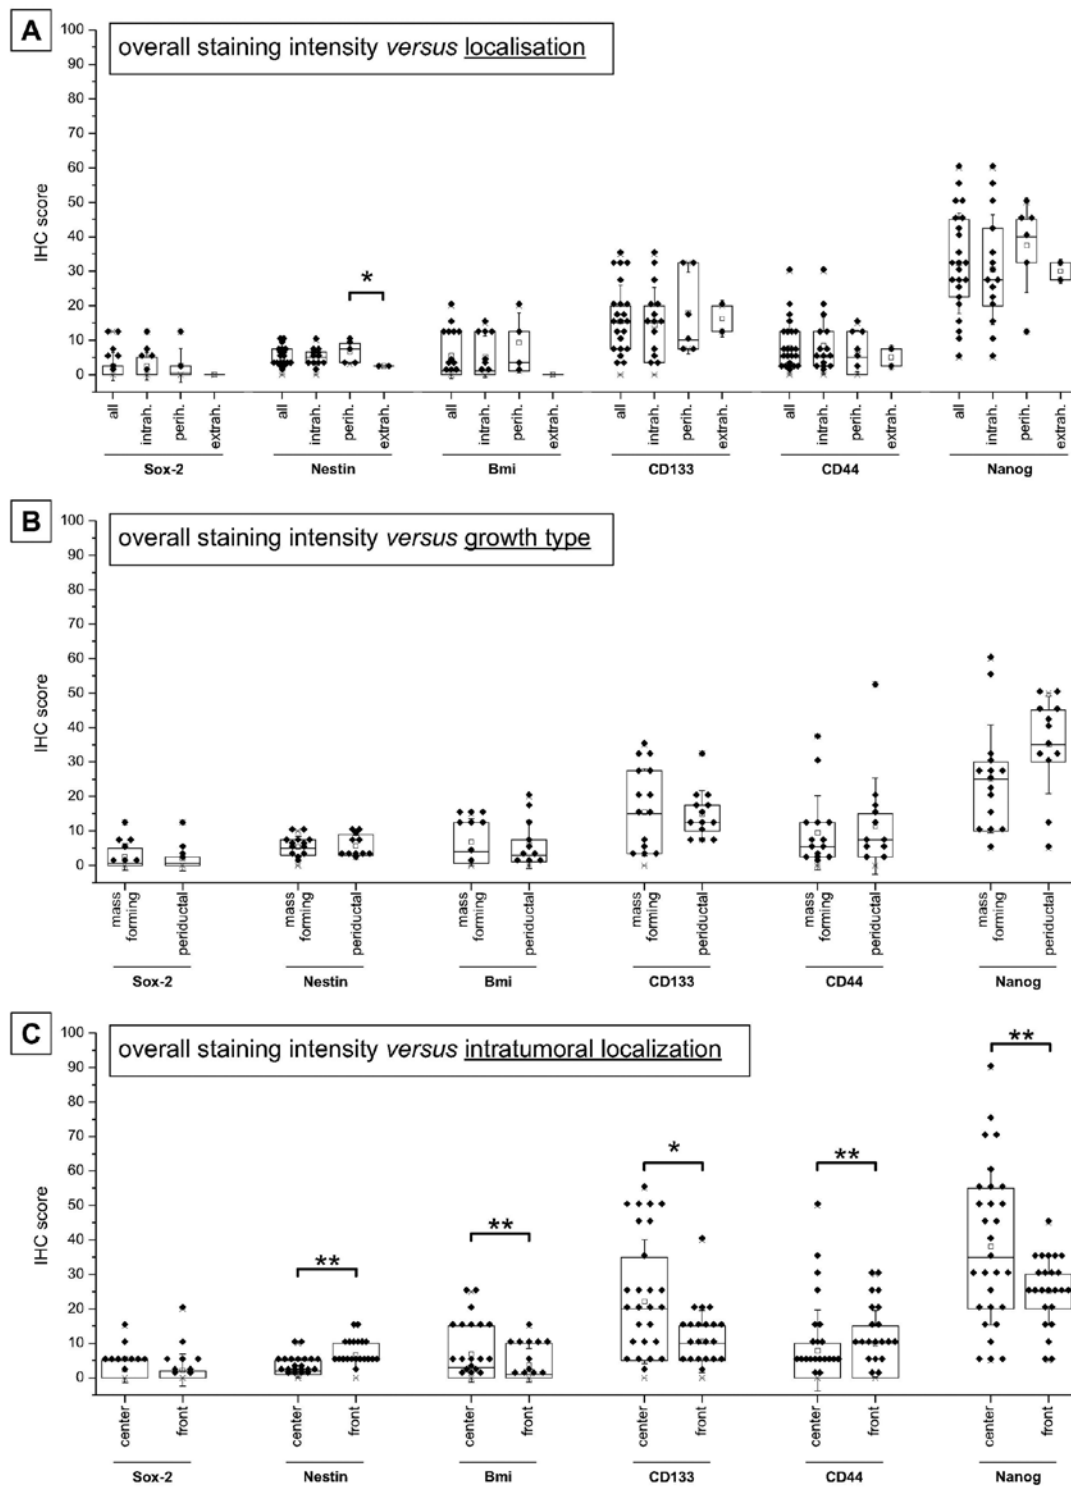 A
overall staining intensity versus localisation
100
90
80
70
60
50
40
30
20
10
0
IHC score
*
all intrah. perih. extrah. all intrah. perih. extrah. all intrah. perih. extrah. all intrah. perih. extrah. all intrah. perih. extrah. all intrah. perih. extrah.
Sox-2 Nestin Bmi CD133 CD44 Nanog
B
overall staining intensity versus growth type
100
90
80
70
60
50
40
30
20
10
0
IHC score
mass forming periductal mass forming periductal mass forming periductal mass forming periductal mass forming periductal mass forming periductal
Sox-2 Nestin Bmi CD133 CD44 Nanog
C
overall staining intensity versus intratumoral localization
100
90
80
70
60
50
40
30
20
10
0
IHC score
** ** * ** **
center front center front center front center front center front center front
Sox-2 Nestin Bmi CD133 CD44 Nanog